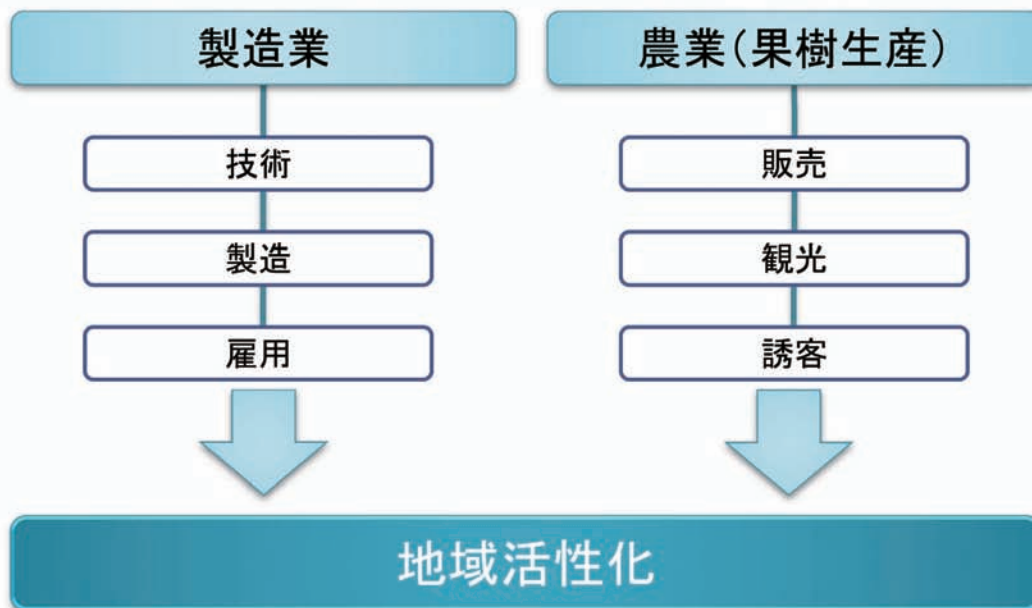 製造業
技術
製造
雇用
農業(果樹生産)
販売
観光
誘客
地域活性化